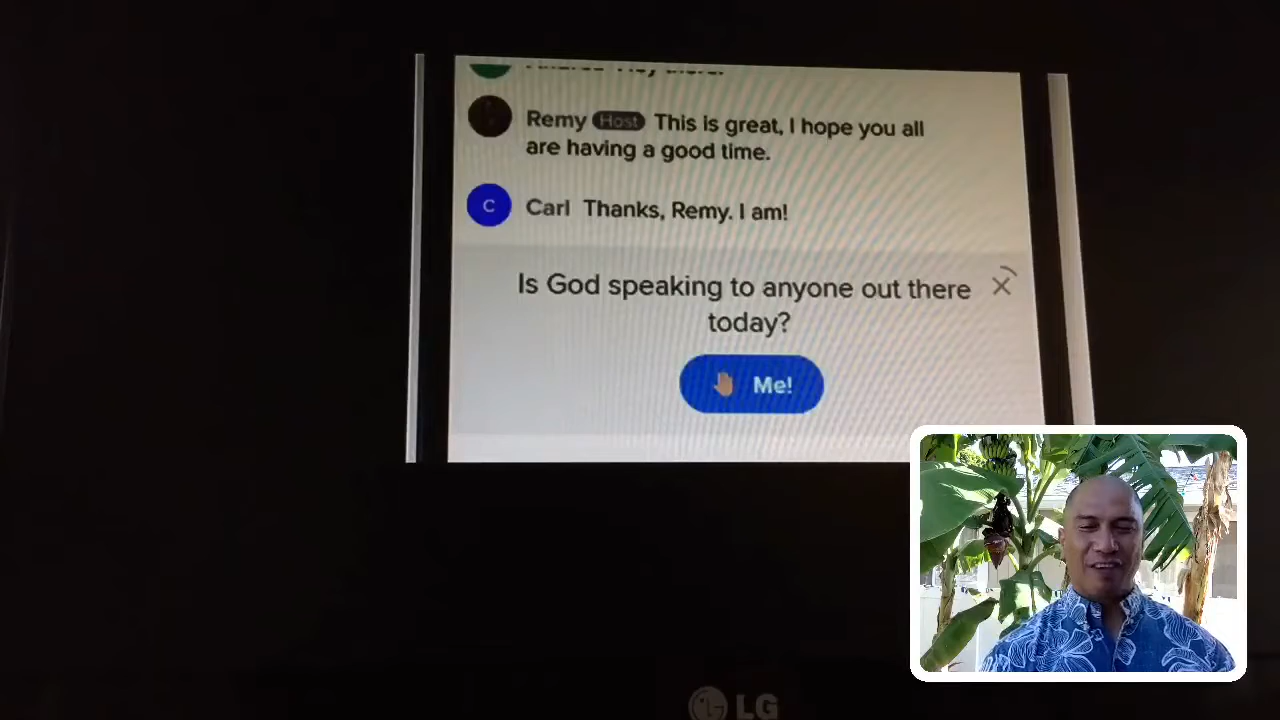 Remy Host This is great, I hope you all
are having a good time.
C Carl Thanks, Remy. I am!
Is God speaking to anyone out there
today?
Me!
LG